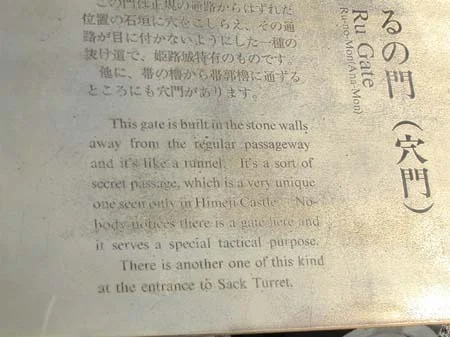 るの門(穴門)
Ru Gate
Ru-no-Mon(Ana-Mon)
この門は正規の通路からはずれた
位置の石垣に穴をこしらえ、その通
路が目に付かないようにした一種の
抜け道で、姫路城特有のものです
他に、帯の櫓から帯郭櫓に通ずる
ところにも穴門があります。
This gate is built in the stone walls
away from the regular passageway
and it's like a tunnel. It's a sort of
secret passage, which is a very unique
one seen only in Himeji Castle. No-
body notices there is a gate here and
it serves a special tactical purpose.
There is another one of this kind
at the entrance to Sack Turret.